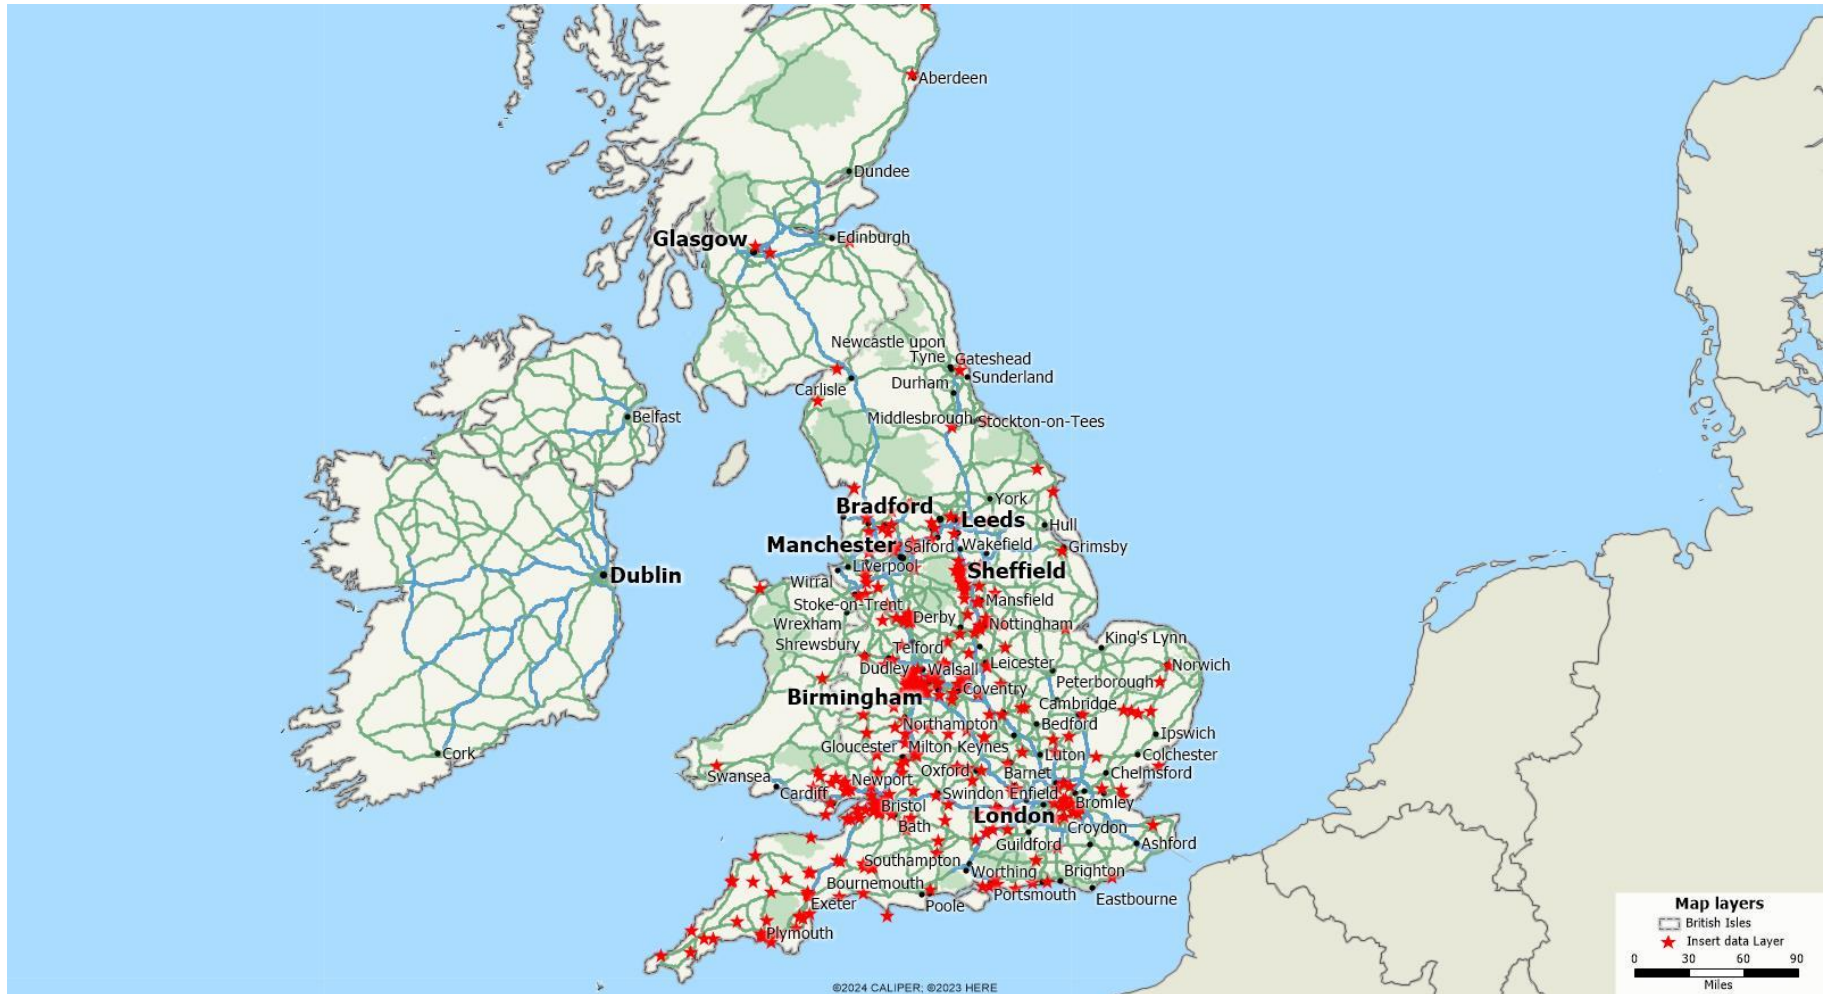 Aberdeen
Dundee
Glasgow
Edinburgh
Newcastle upon
Tyne
Gateshead
Sunderland
Carlisle
Durham
Belfast
Middlesbrough
Stockton-on-Tees
York
Bradford
Leeds
Hull
Manchester
Salford
Wakefield
Grimsby
Liverpool
Sheffield
Dublin
Wirral
Stoke-on-Trent
Mansfield
Derby
Wrexham
Nottingham
King's Lynn
Shrewsbury
Telford
Leicester
Norwich
Dudley
Walsall
Peterborough
Coventry
Birmingham
Cambridge
Northampton
Bedford
Ipswich
Gloucester
Milton Keynes
Cork
Luton
Colchester
Swansea
Oxford
Barnet
Chelmsford
Newport
Cardiff
Swindon
Enfield
Bromley
Bristol
London
Bath
Croydon
Guildford
Ashford
Southampton
Worthing
Brighton
Bournemouth
Portsmouth
Eastbourne
Exeter
Poole
Plymouth
Map layers
British Isles
Insert data Layer
0 30 60 90
Miles
©2024 CALIPER; ©2023 HERE